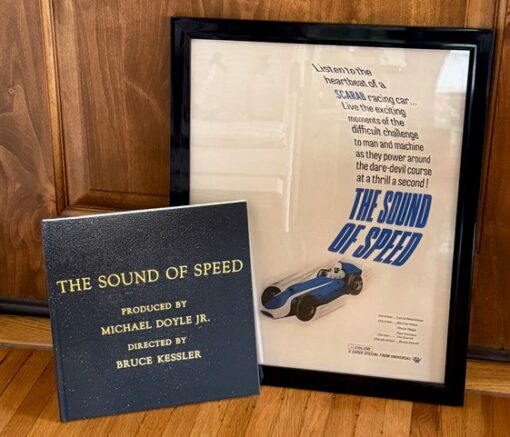 THE SOUND OF SPEED
PRODUCED BY
MICHAEL DOYLE JR.
DIRECTED BY
BRUCE KESSLER
Listen to the
heartbeat of a
SCARAB racing car...
Live the exciting
moments of the
difficult challenge
to man and machine
as they power around
the dare-devil course
at a thrill a second!
THE SOUND
OF SPEED
in COLOR
A SUPER SPECIAL FROM UNIVERSAL